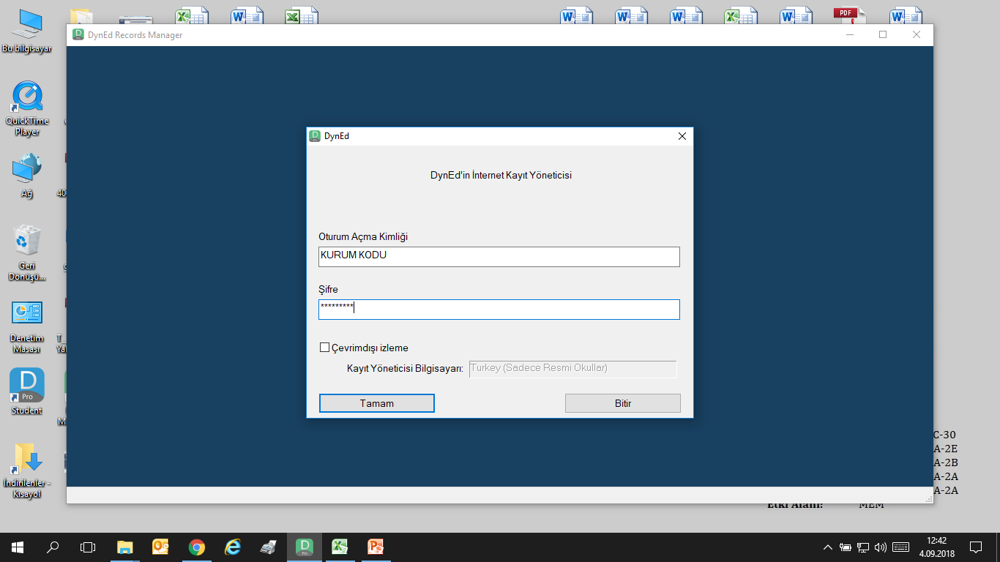 PDF
DynEd Records Manager
Bu bilgisayar
QuickTime
Player
Ağ
40
Geri
Dönüşü...
Denetim
Masası
T_
Pro
Student
İndirilenler -
Kısayol
DynEd
DynEd'in İnternet Kayıt Yöneticisi
Oturum Açma Kimliği
KURUM KODU
Şifre
*********
Çevrimdışı izleme
Kayıt Yöneticisi Bilgisayarı: Turkey (Sadece Resmi Okullar)
Tamam Bitir
C-30
A-2E
A-2B
A-2A
A-2A
Etki Alanı: MEM
12:42
4.09.2018